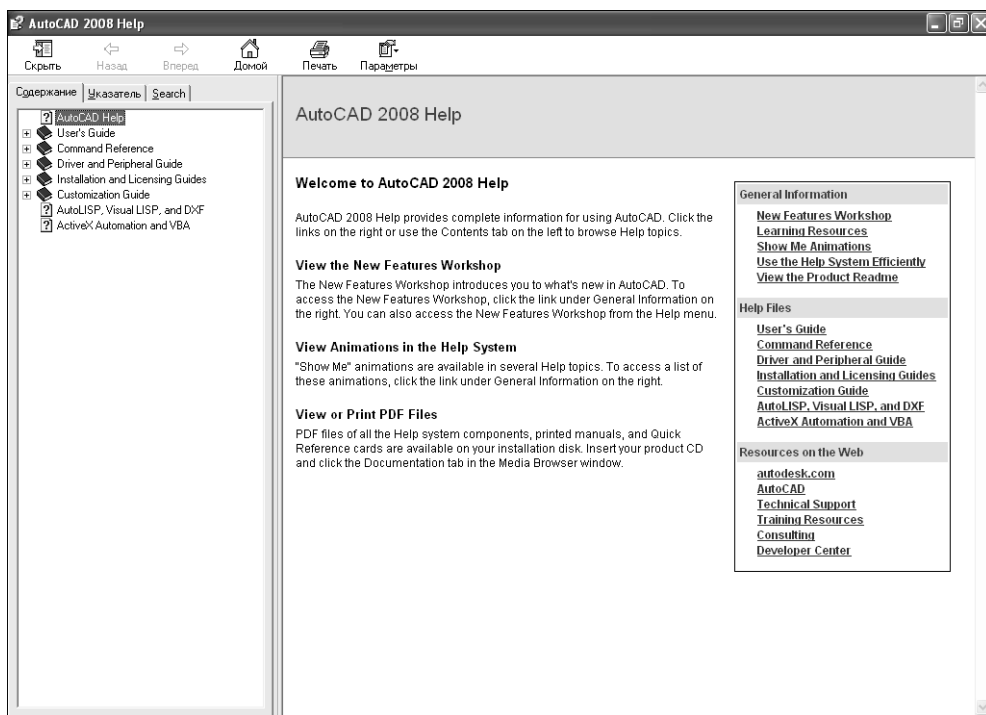 AutoCAD 2008 Help
Скрыть Назад Вперед Домой Печать Параметры
Содержание Указатель Search
AutoCAD Help
User's Guide
Command Reference
Driver and Peripheral Guide
Installation and Licensing Guides
Customization Guide
AutoLISP, Visual LISP, and DXF
ActiveX Automation and VBA
AutoCAD 2008 Help
Welcome to AutoCAD 2008 Help
AutoCAD 2008 Help provides complete information for using AutoCAD. Click the
links on the right or use the Contents tab on the left to browse Help topics.
View the New Features Workshop
The New Features Workshop introduces you to what's new in AutoCAD. To
access the New Features Workshop, click the link under General Information on
the right. You can also access the New Features Workshop from the Help menu.
View Animations in the Help System
"Show Me" animations are available in several Help topics. To access a list of
these animations, click the link under General Information on the right.
View or Print PDF Files
PDF files of all the Help system components, printed manuals, and Quick
Reference cards are available on your installation disk. Insert your product CD
and click the Documentation tab in the Media Browser window.
General Information
New Features Workshop
Learning Resources
Show Me Animations
Use the Help System Efficiently
View the Product Readme
Help Files
User's Guide
Command Reference
Driver and Peripheral Guide
Installation and Licensing Guides
Customization Guide
AutoLISP, Visual LISP, and DXF
ActiveX Automation and VBA
Resources on the Web
autodesk.com
AutoCAD
Technical Support
Training Resources
Consulting
Developer Center